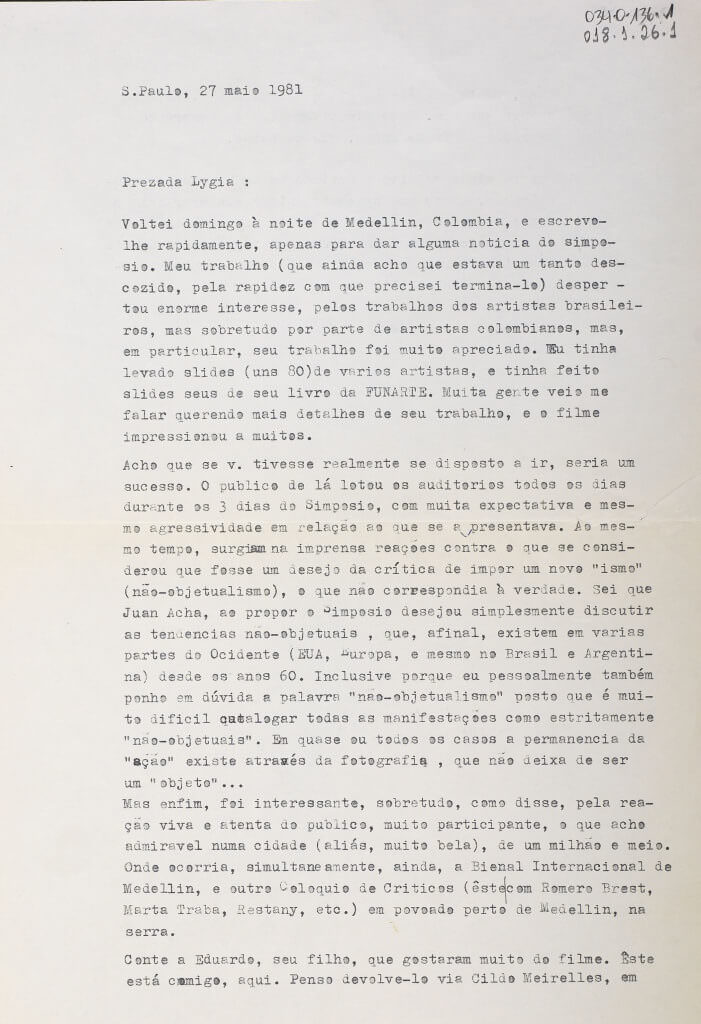 034.0.136.1
018.1.26.1
S.Paulo, 27 maio 1981
Prezada Lygia :
Voltei domingo à noite de Medellin, Colombia, e escrevo-
lhe rapidamente, apenas para dar alguma noticia do simpo-
sio. Meu trabalho (que ainda acho que estava um tanto des-
cozido, pela rapidez com que precisei termina-lo) desper -
tou enorme interesse, pelos trabalhos dos artistas brasilei-
ros, mas sobretudo por parte de artistas colombianos, mas,
em particular, seu trabalho foi muito apreciado. Eu tinha
levado slides (uns 80)de varios artistas, e tinha feito
slides seus de seu livro da FUNARTE. Muita gente veio me
falar querendo mais detalhes de seu trabalho, e o filme
impressionou a muitos.
Acho que se v. tivesse realmente se disposto a ir, seria um
sucesso. O publico de lá lotou os auditorios todos os dias
durante os 3 dias do Simposio, com muita expectativa e mes-
mo agressividade em relação ao que se apresentava. Ao mes-
mo tempo, surgiam na imprensa reações contra o que se consi-
derou que fosse um desejo da crítica de impor um novo "ismo"
(não-objetualismo), o que não correspondia à verdade. Sei que
Juan Acha, ao propor o Simposio desejou simplesmente discutir
as tendencias não-objetuais , que, afinal, existem em varias
partes do Ocidente (EUA, Europa, e mesmo no Brasil e Argenti-
na) desde os anos 60. Inclusive porque eu pessoalmente também
ponho em dúvida a palavra "não-objetualismo" posto que é mui-
to dificil catalogar todas as manifestações como estritamente
"não-objetuais". Em quase ou todos os casos a permanencia da
"ação" existe através da fotografia , que não deixa de ser
um "objeto"...
Mas enfim, foi interessante, sobretudo, como disse, pela rea-
ção viva e atenta do publico, muito participante, o que acho
admiravel numa cidade (aliás, muito bela), de um milhão e meio.
Onde ocorria, simultaneamente, ainda, a Bienal Internacional de
Medellin, e outro Coloquio de Criticos (êste com Romero Brest,
Marta Traba, Restany, etc.) em povoado perto de Medellin, na
serra.
Conte a Eduardo, seu filho, que gostaram muito do filme. Êste
está comigo, aqui. Penso devolve-lo via Cildo Meirelles, em